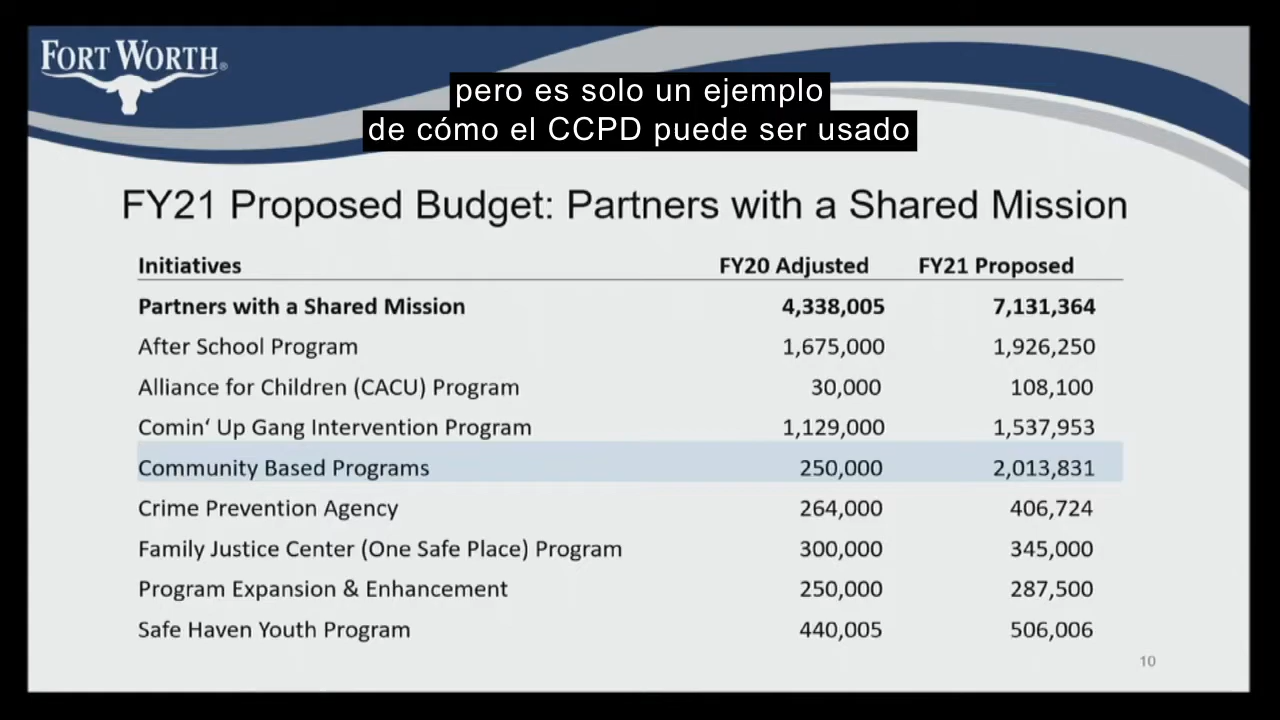 FORT WORTH®
pero es solo un ejemplo
de cómo el CCPD puede ser usado
FY21 Proposed Budget: Partners with a Shared Mission
Initiatives FY20 Adjusted FY21 Proposed
Partners with a Shared Mission 4,338,005 7,131,364
After School Program 1,675,000 1,926,250
Alliance for Children (CACU) Program 30,000 108,100
Comin‘ Up Gang Intervention Program 1,129,000 1,537,953
Community Based Programs 250,000 2,013,831
Crime Prevention Agency 264,000 406,724
Family Justice Center (One Safe Place) Program 300,000 345,000
Program Expansion & Enhancement 250,000 287,500
Safe Haven Youth Program 440,005 506,006
10